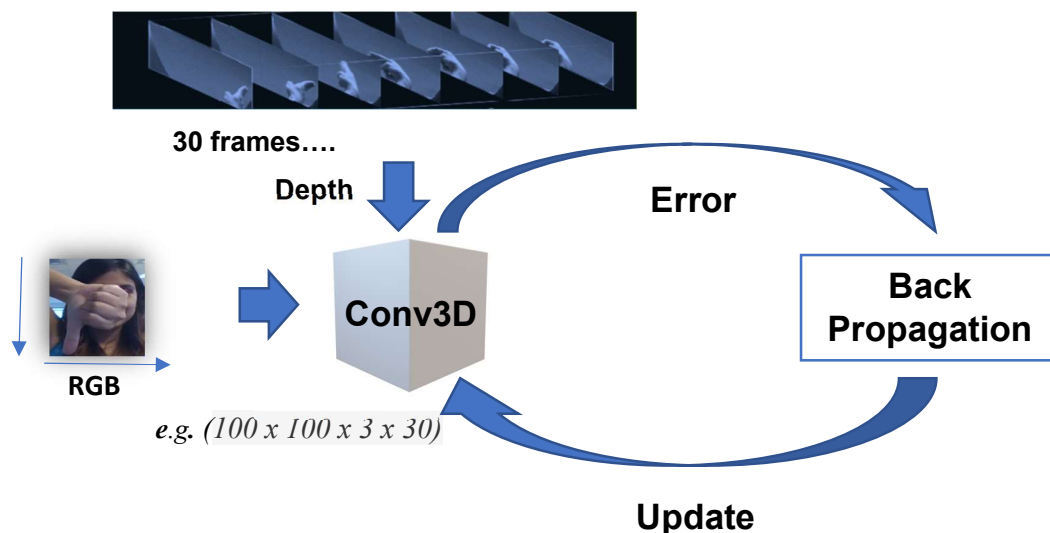 30 frames….
Depth
Error
Conv3D
Back
Propagation
RGB
e.g. (100 x 100 x 3 x 30)
Update